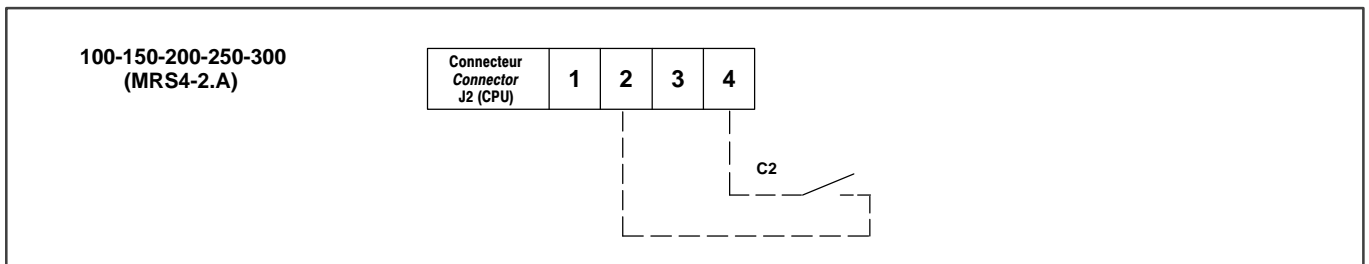 100-150-200-250-300
(MRS4-2.A)
Connecteur
Connector
J2 (CPU)
1 2 3 4
C2